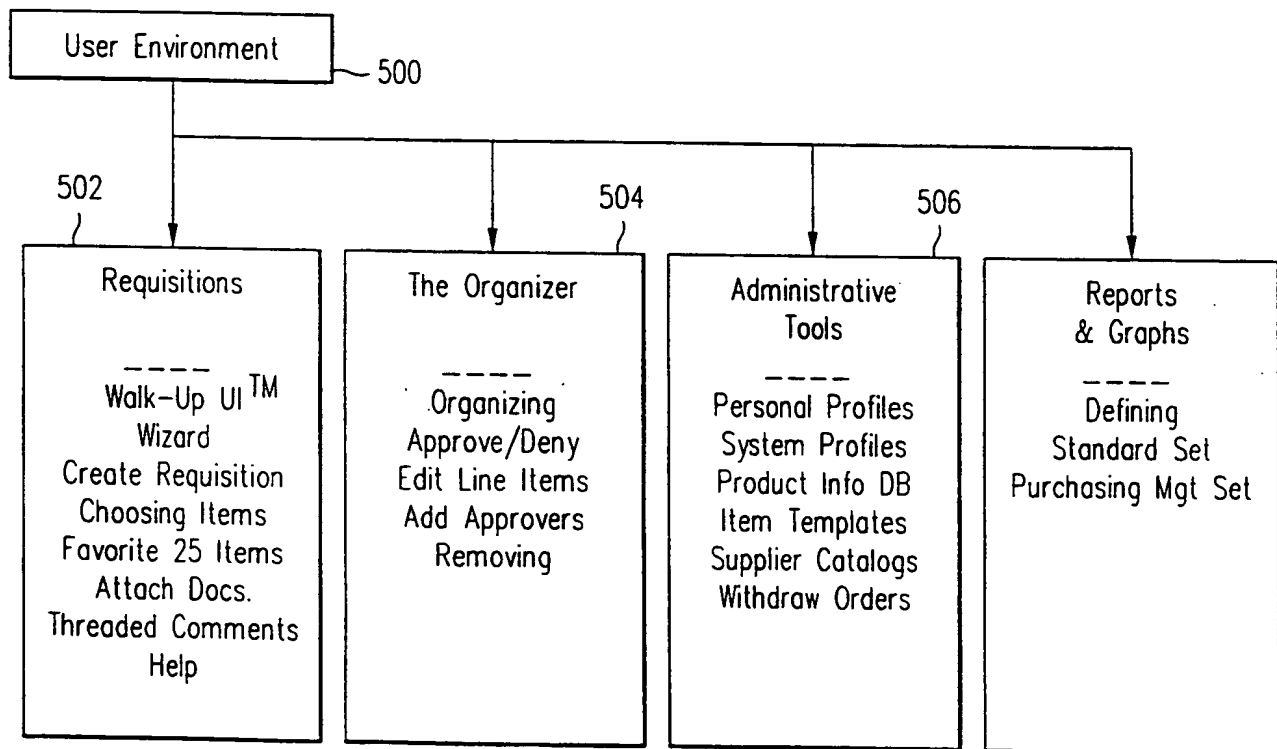 User Environment
500
502
504
506
Requisitions
Walk-Up UI™
Wizard
Create Requisition
Choosing Items
Favorite 25 Items
Attach Docs.
Threaded Comments
Help
The Organizer
Organizing
Approve/Deny
Edit Line Items
Add Approvers
Removing
Administrative
Tools
Personal Profiles
System Profiles
Product Info DB
Item Templates
Supplier Catalogs
Withdraw Orders
Reports
& Graphs
Defining
Standard Set
Purchasing Mgt Set